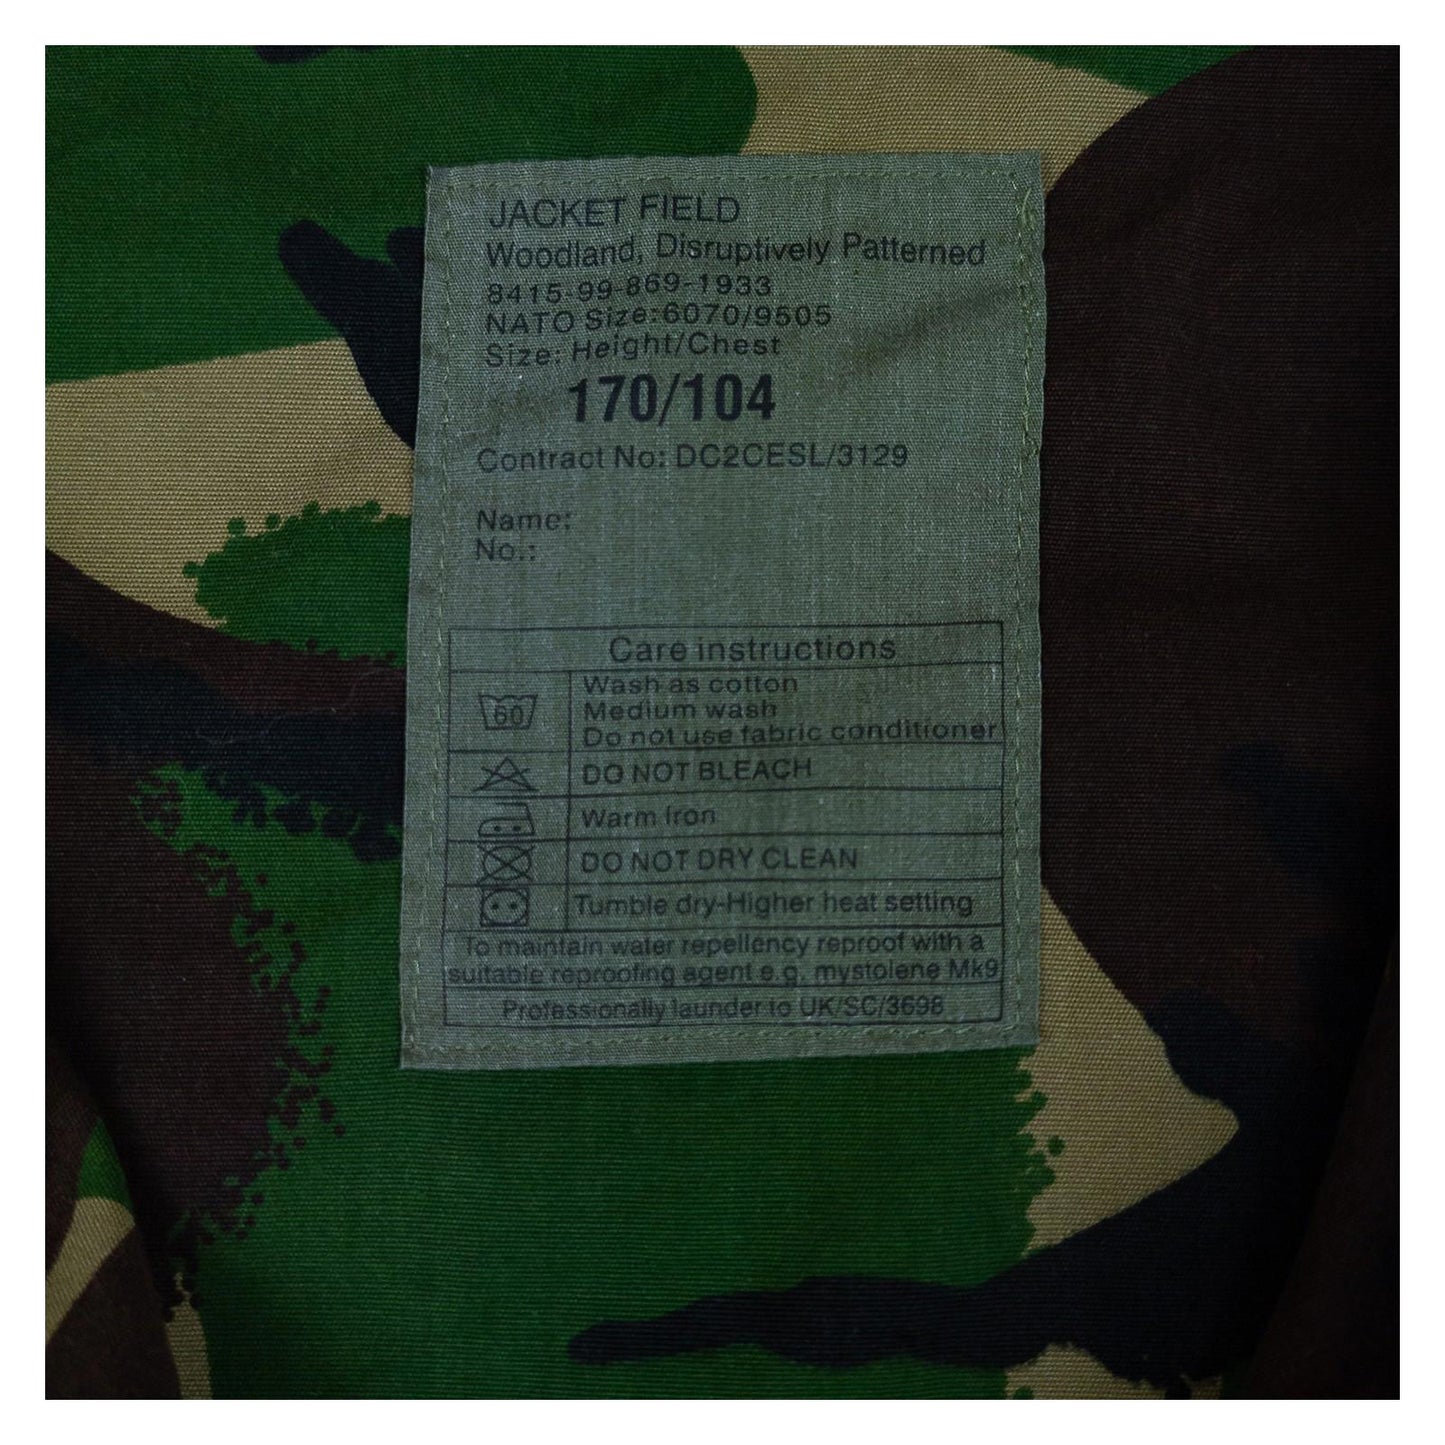 JACKET FIELD
Woodland, Disruptively Patterned
8415-99-869-1933
NATO Size:6070/9505
Size: Height/Chest
170/104
Contract No: DC2CESL/3129
Name:
No.:
Care instructions
60
Wash as cotton
Medium wash
Do not use fabric conditioner
DO NOT BLEACH
Warm Iron
DO NOT DRY CLEAN
Tumble dry-Higher heat setting
To maintain water repellency reproof with a
suitable reproofing agent e.g. mystolene Mk9
Professionally launder to UK/SC/3698